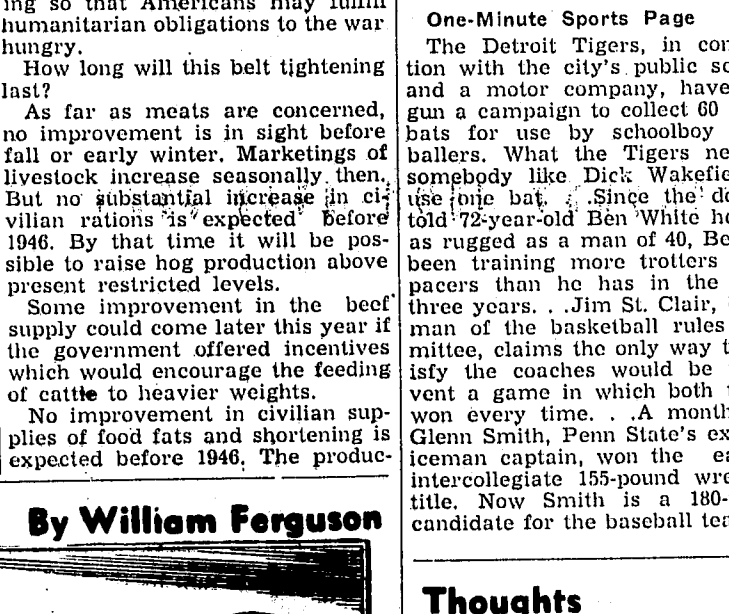 ing so that Americans may fulfill
humanitarian obligations to the war
hungry.
How long will this belt tightening
last?
As far as meats are concerned,
no improvement is in sight before
fall or early winter. Marketings of
livestock increase seasonally then.
But no substantial increase in ci-
vilian rations is expected before
1946. By that time it will be pos-
sible to raise hog production above
present restricted levels.
Some improvement in the beef
supply could come later this year if
the government offered incentives
which would encourage the feeding
of cattle to heavier weights.
No improvement in civilian sup-
plies of food fats and shortening is
expected before 1946. The produc-
By William Ferguson
One-Minute Sports Page
The Detroit Tigers, in con
tion with the city's public sc
and a motor company, have
gun a campaign to collect 60
bats for use by schoolboy
ballers. What the Tigers ne
somebody like Dick Wakefie
use one bat. . .Since the do
told 72-year-old Ben White he
as rugged as a man of 40, Be
been training more trotters
pacers than he has in the
three years. . .Jim St. Clair,
man of the basketball rules
mittee, claims the only way t
isfy the coaches would be
vent a game in which both t
won every time. . .A month
Glenn Smith, Penn State's ex
iceman captain, won the ea
intercollegiate 155-pound wre
title. Now Smith is a 180-
candidate for the baseball tea
Thoughts